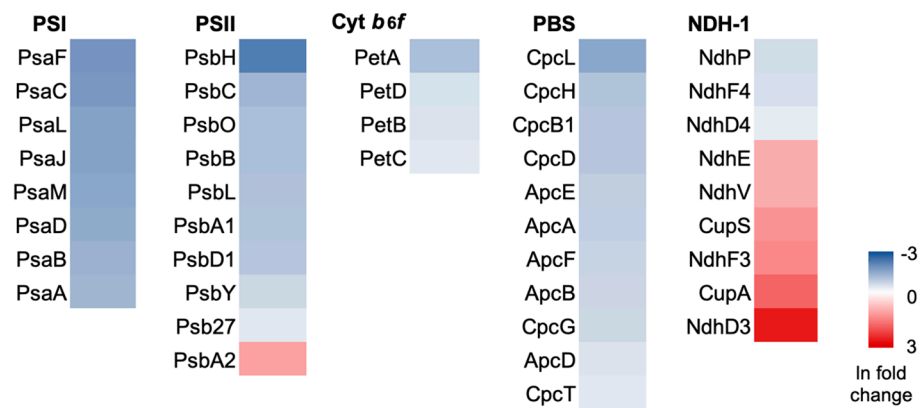 PSI
PsaF
PsaC
PsaL
PsaJ
PsaM
PsaD
PsaB
PsaA
PSII
PsbH
PsbC
PsbO
PsbB
PsbL
PsbA1
PsbD1
PsbY
Psb27
PsbA2
Cyt b6f
PetA
PetD
PetB
PetC
PBS
CpcL
CpcH
CpcB1
CpcD
ApcE
ApcA
ApcF
ApcB
CpcG
ApcD
CpcT
NDH-1
NdhP
NdhF4
NdhD4
NdhE
NdhV
CupS
NdhF3
CupA
NdhD3
-3
0
3
In fold
change